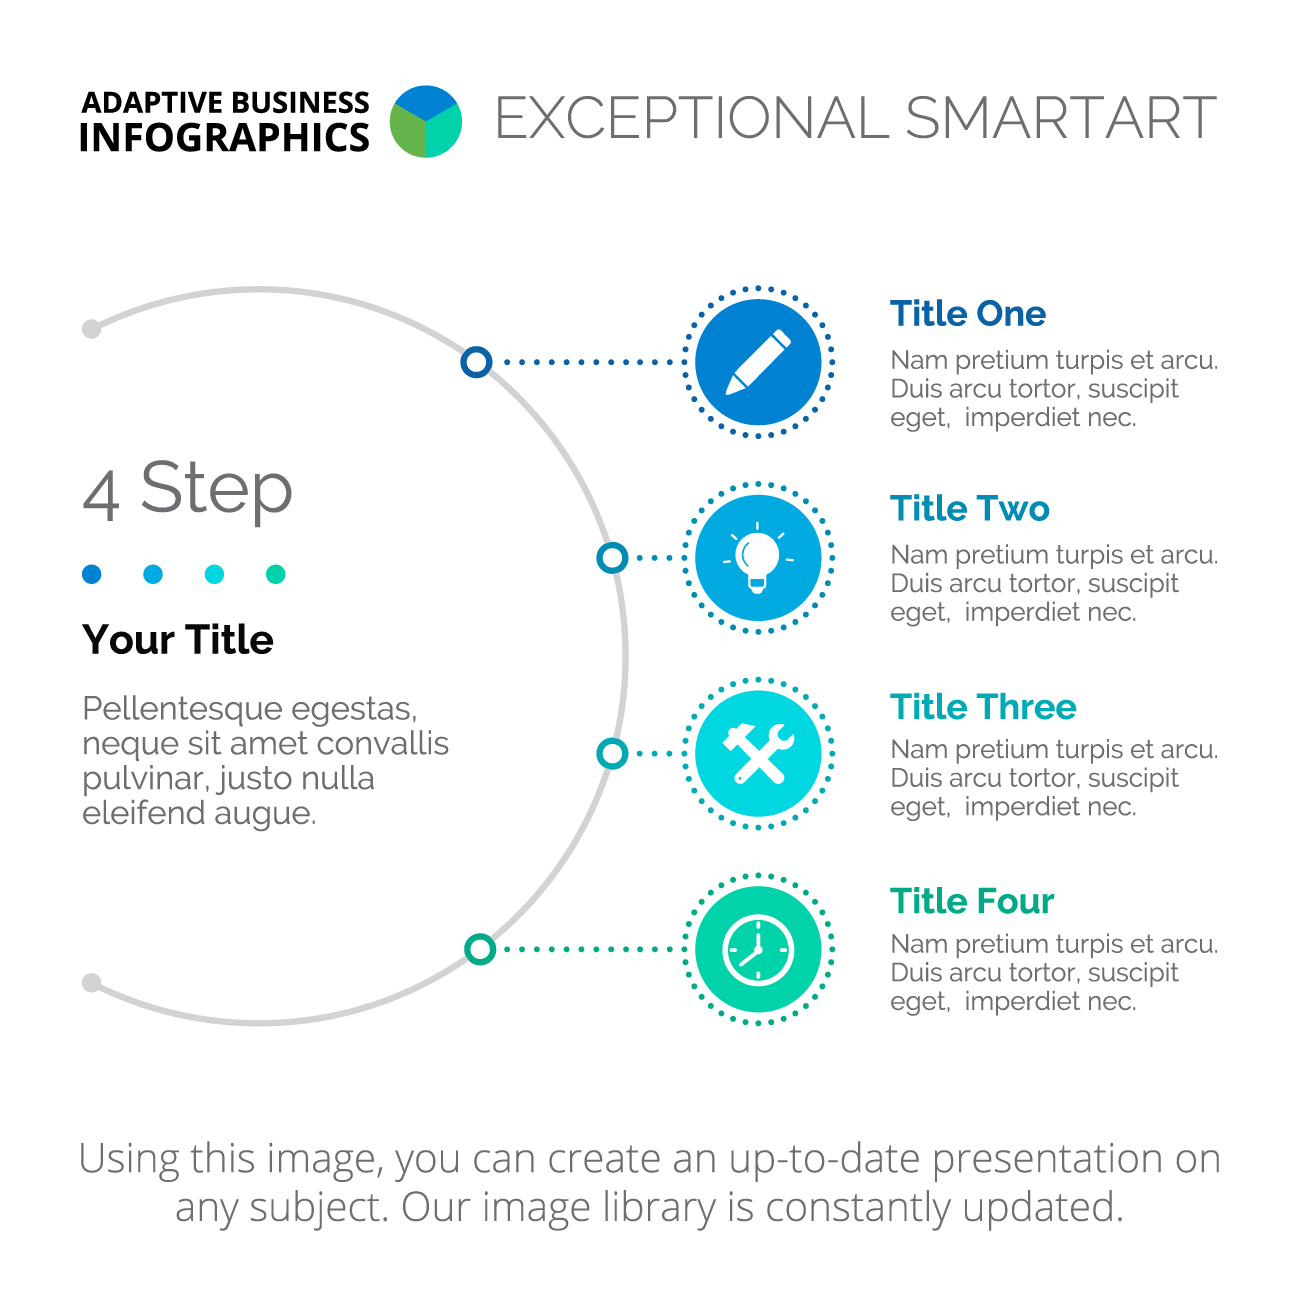 ADAPTIVE BUSINESS
INFOGRAPHICS
EXCEPTIONAL SMARTART
4 Step
Your Title
Pellentesque egestas,
neque sit amet convallis
pulvinar, justo nulla
eleifend augue.
Title One
Nam pretium turpis et arcu.
Duis arcu tortor, suscipit
eget,  imperdiet nec.
Title Two
Nam pretium turpis et arcu.
Duis arcu tortor, suscipit
eget,  imperdiet nec.
Title Three
Nam pretium turpis et arcu.
Duis arcu tortor, suscipit
eget,  imperdiet nec.
Title Four
Nam pretium turpis et arcu.
Duis arcu tortor, suscipit
eget,  imperdiet nec.
Using this image, you can create an up-to-date presentation on
any subject. Our image library is constantly updated.